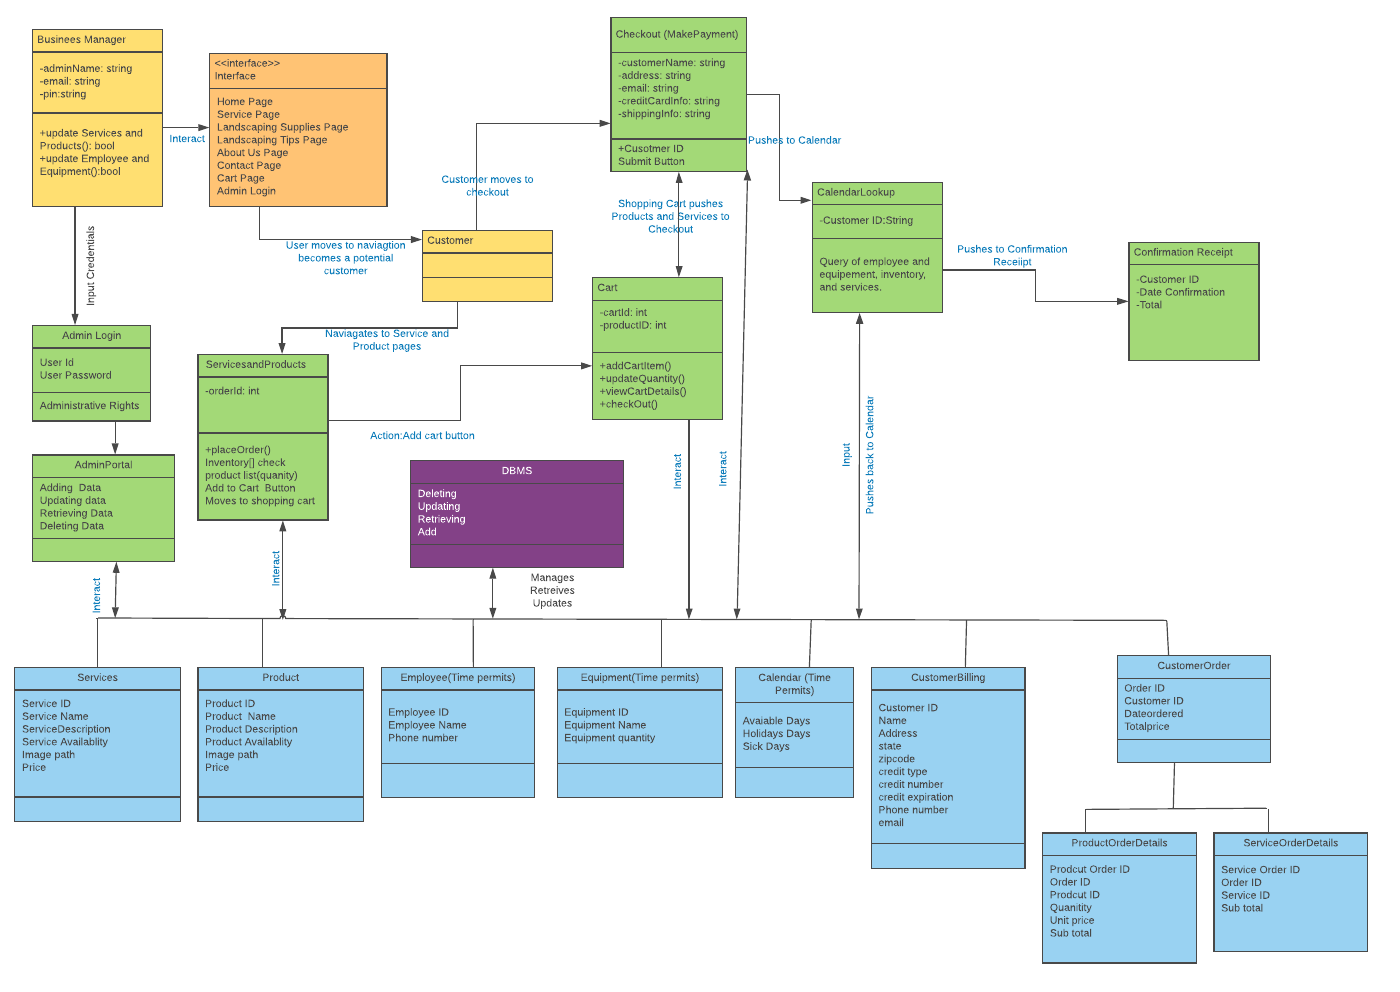 Businees Manager
-adminName: string
-email: string
-pin:string
+update Services and
Products(): bool
+update Employee and
Equipment():bool
Interact
<<interface>>
Interface
Home Page
Service Page
Landscaping Supplies Page
Landscaping Tips Page
About Us Page
Contact Page
Cart Page
Admin Login
Checkout (MakePayment)
-customerName: string
-address: string
-email: string
-creditCardInfo: string
-shippingInfo: string
+Cusotmer ID
Submit Button
Pushes to Calendar
Customer moves to
checkout
Shopping Cart pushes
Products and Services to
Checkout
User moves to naviagtion
becomes a potential
customer
Customer
CalendarLookup
-Customer ID:String
Query of employee and
equipement, inventory,
and services.
Pushes to Confirmation
Receiipt
Confirmation Receipt
-Customer ID
-Date Confirmation
-Total
Input Credentials
Admin Login
User Id
User Password
Administrative Rights
Naviagates to Service and
Product pages
ServicesandProducts
-orderId: int
+placeOrder()
Inventory[] check
product list(quanity)
Add to Cart  Button
Moves to shopping cart
Cart
-cartId: int
-productID: int
+addCartItem()
+updateQuantity()
+viewCartDetails()
+checkOut()
Action:Add cart button
AdminPortal
Adding  Data
Updating data
Retrieving Data
Deleting Data
DBMS
Deleting
Updating
Retrieving
Add
Interact
Interact
Interact
Interact
Input
Pushes back to Calendar
Manages
Retreives
Updates
Services
Service ID
Service Name
ServiceDescription
Service Availablity
Image path
Price
Product
Product ID
Product  Name
Product Description
Product Availablity
Image path
Price
Employee(Time permits)
Employee ID
Employee Name
Phone number
Equipment(Time permits)
Equipment ID
Equipment Name
Equipment quantity
Calendar (Time
Permits)
Avaiable Days
Holidays Days
Sick Days
CustomerBilling
Customer ID
Name
Address
state
zipcode
credit type
credit number
credit expiration
Phone number
email
CustomerOrder
Order ID
Customer ID
Dateordered
Totalprice
ProductOrderDetails
Prodcut Order ID
Order ID
Prodcut ID
Quanitity
Unit price
Sub total
ServiceOrderDetails
Service Order ID
Order ID
Service ID
Sub total